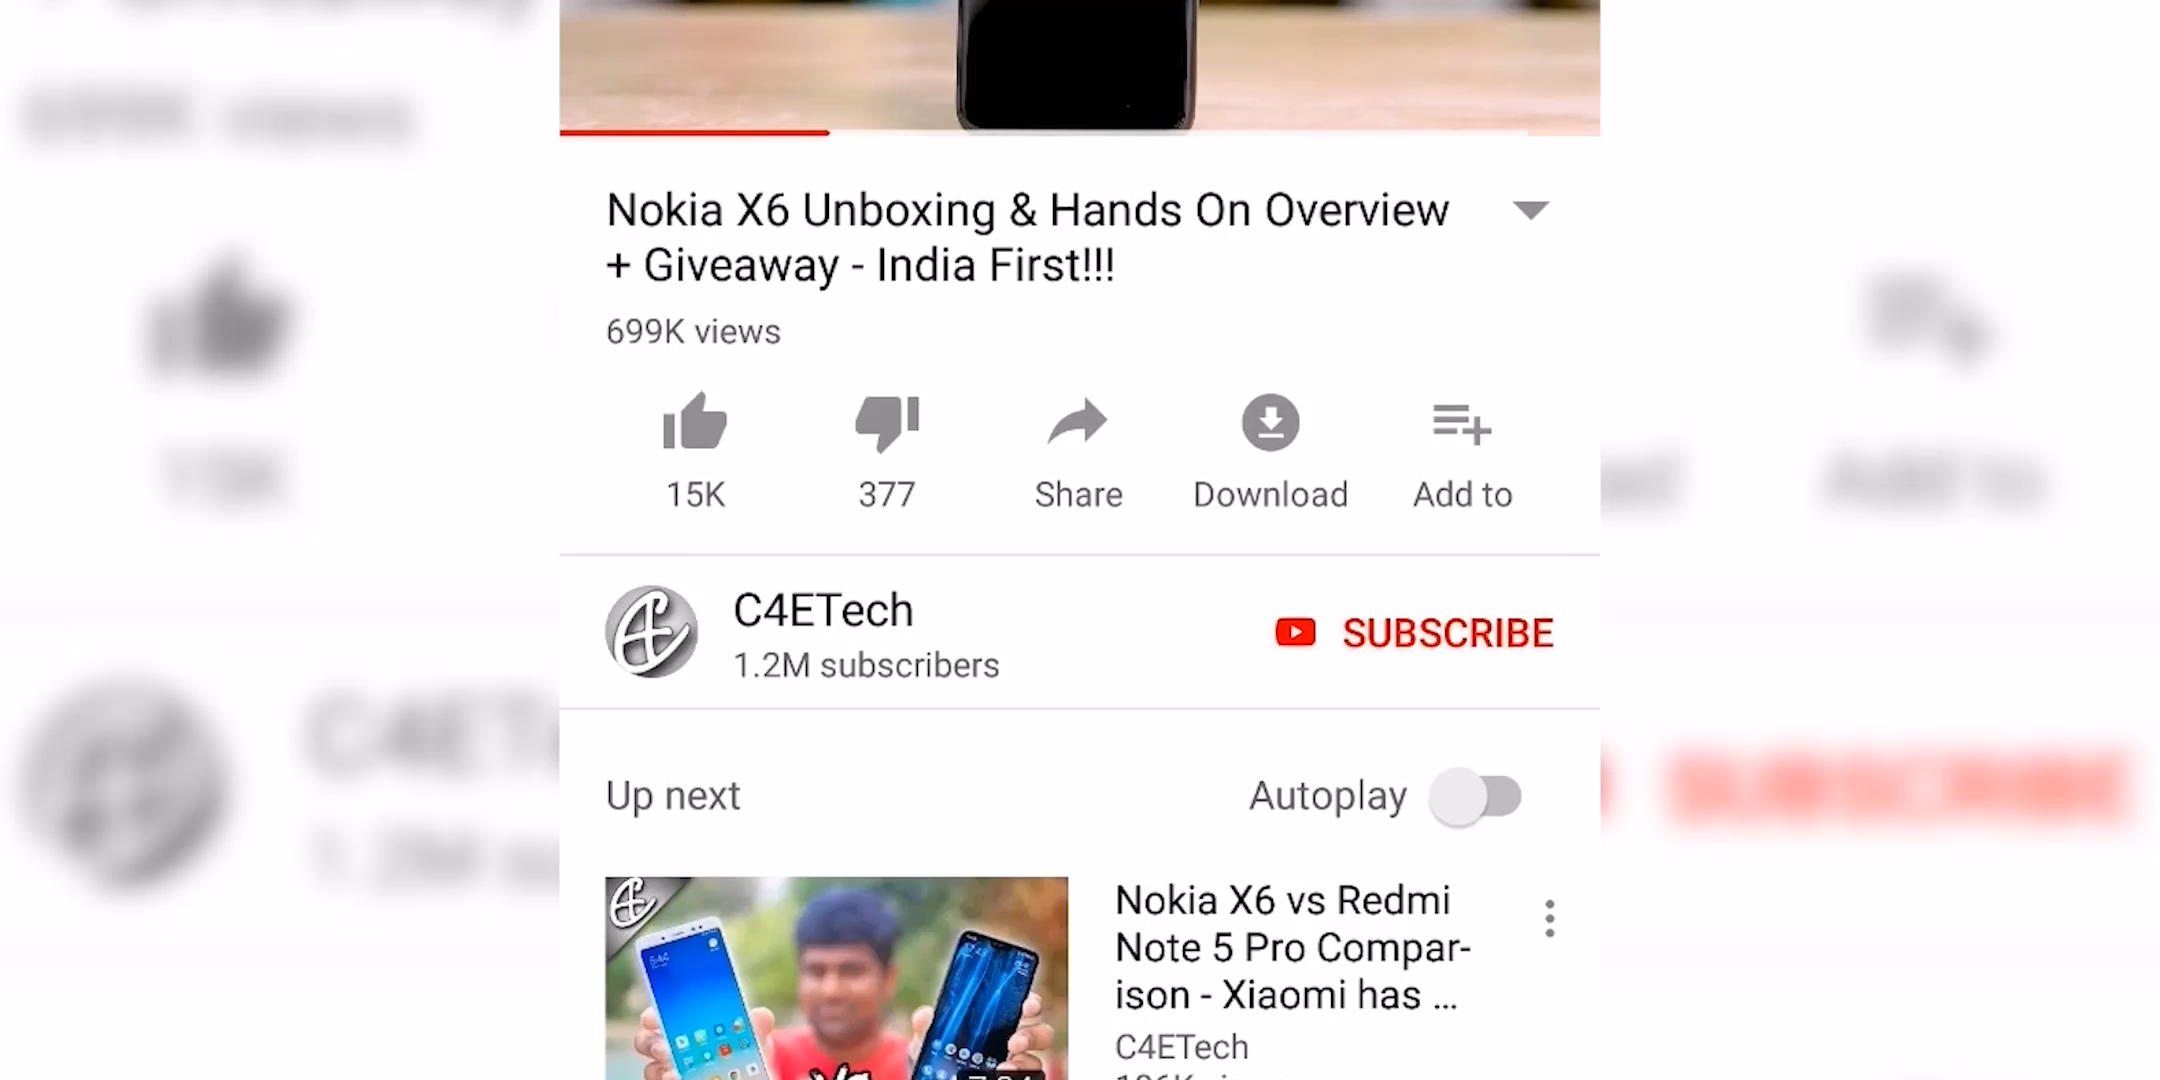 Nokia X6 Unboxing & Hands On Overview
+ Giveaway - India First!!!
699K views
15K
377
Share
Download
Add to
C4ETech
1.2M subscribers
SUBSCRIBE
Up next
Autoplay
Nokia X6 vs Redmi
Note 5 Pro Compar-
ison - Xiaomi has ...
C4ETech